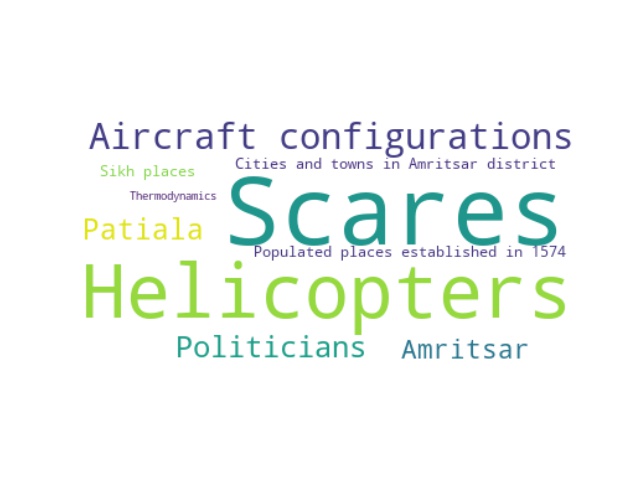 Aircraft configurations
Cities and towns in Amritsar district
Sikh places
Scares
Thermodynamics
Patiala
Populated places established in 1574
Helicopters
Politicians
Amritsar